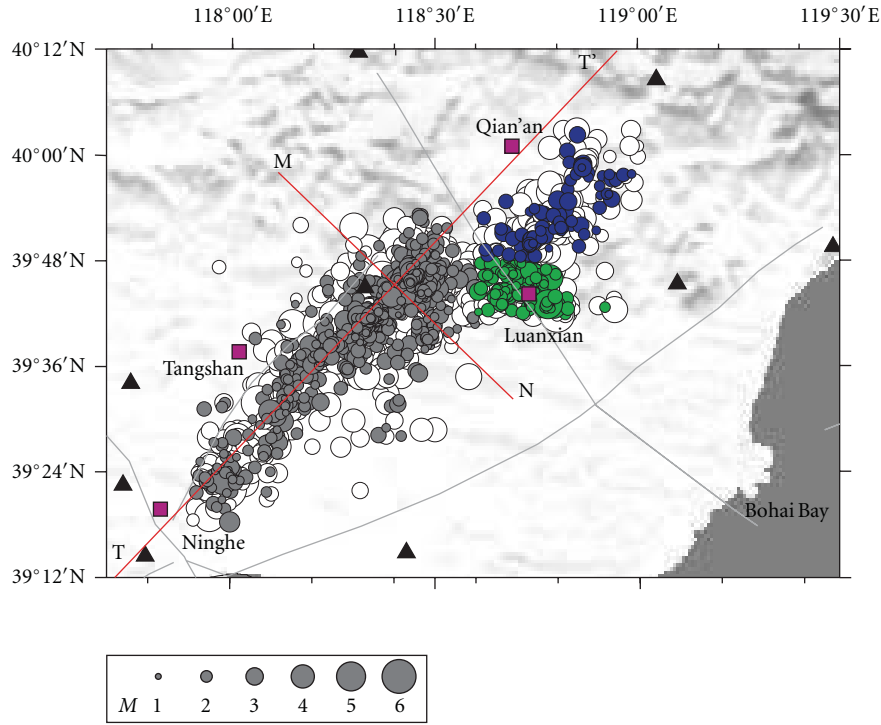 118°00′E 118°30′E 119°00′E 119°30′E
40°12′N
T'
Qian'an
40°00′N
M
39°48′N
Luanxian
39°36′N
Tangshan
N
39°24′N
Bohai Bay
Ninghe
T
39°12′N
M 1 2 3 4 5 6